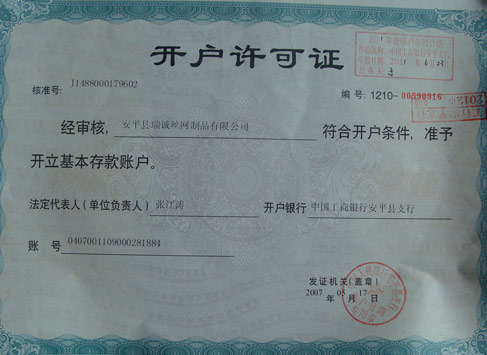 开户许可证
核准号: J1488000179602
编号: 1210-00590916
经审核, 安平县瑞诚丝网制品有限公司 符合开户条件, 准予
开立基本存款账户。
法定代表人(单位负责人) 张江涛 开户银行 中国工商银行安平县支行
账 号 0407001109000281884
发证机关(盖章)
2007 年 05 月 17 日